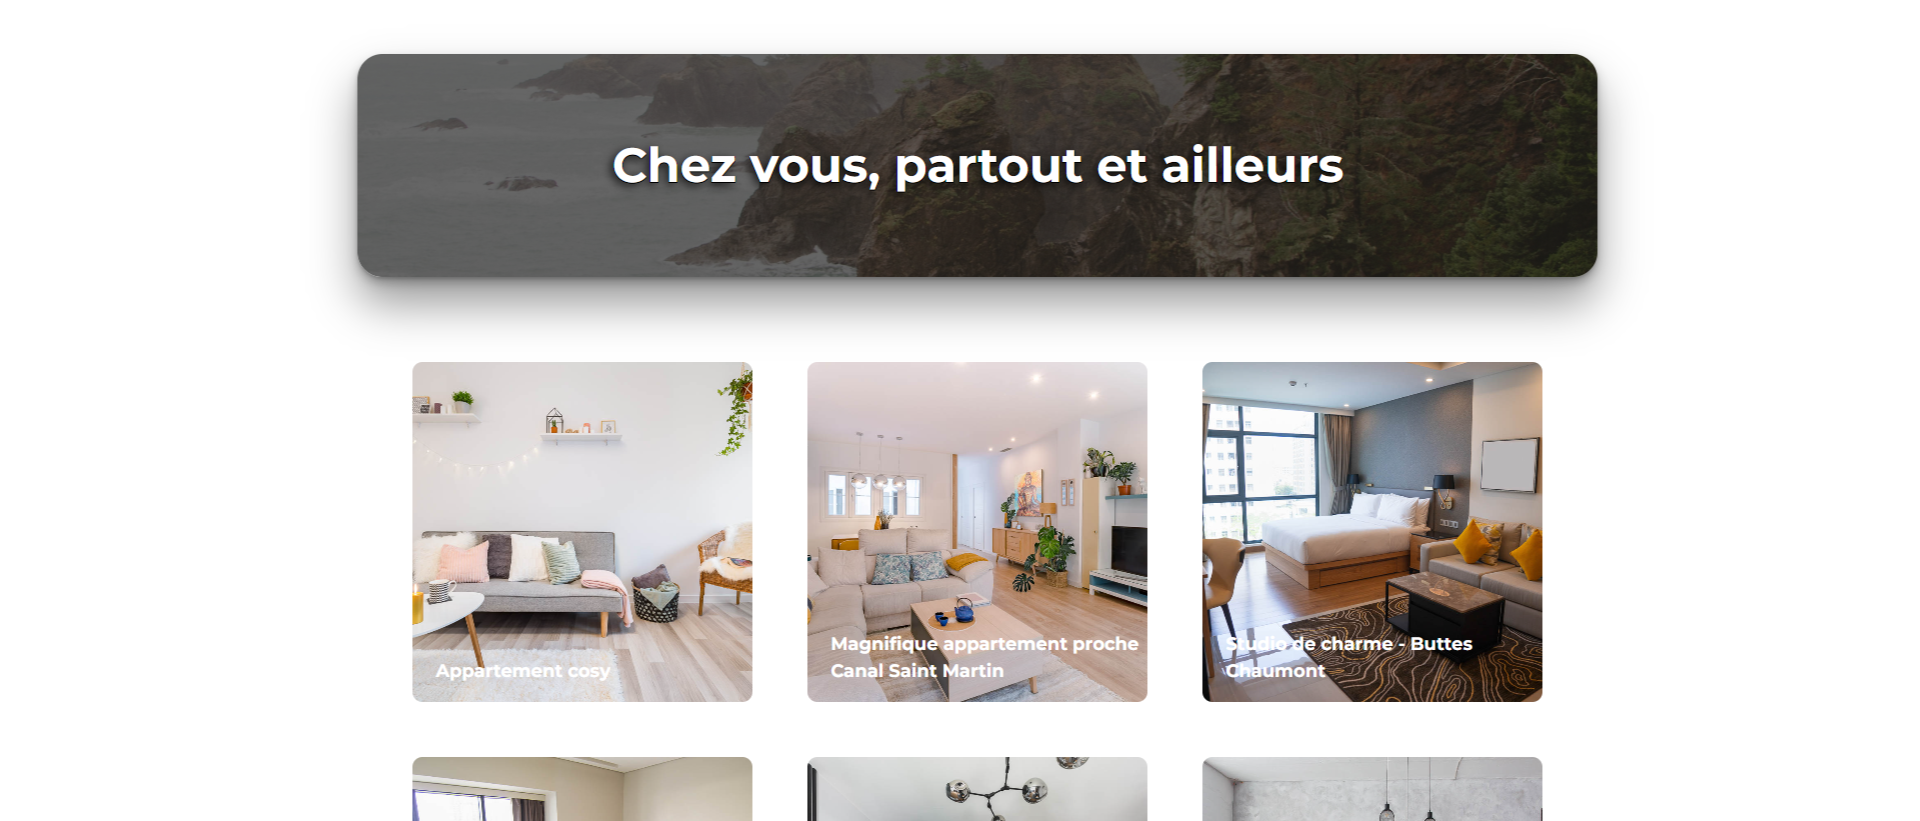 Chez vous, partout et ailleurs
Appartement cosy
Magnifique appartement proche
Canal Saint Martin
Studio de charme - Buttes
Chaumont